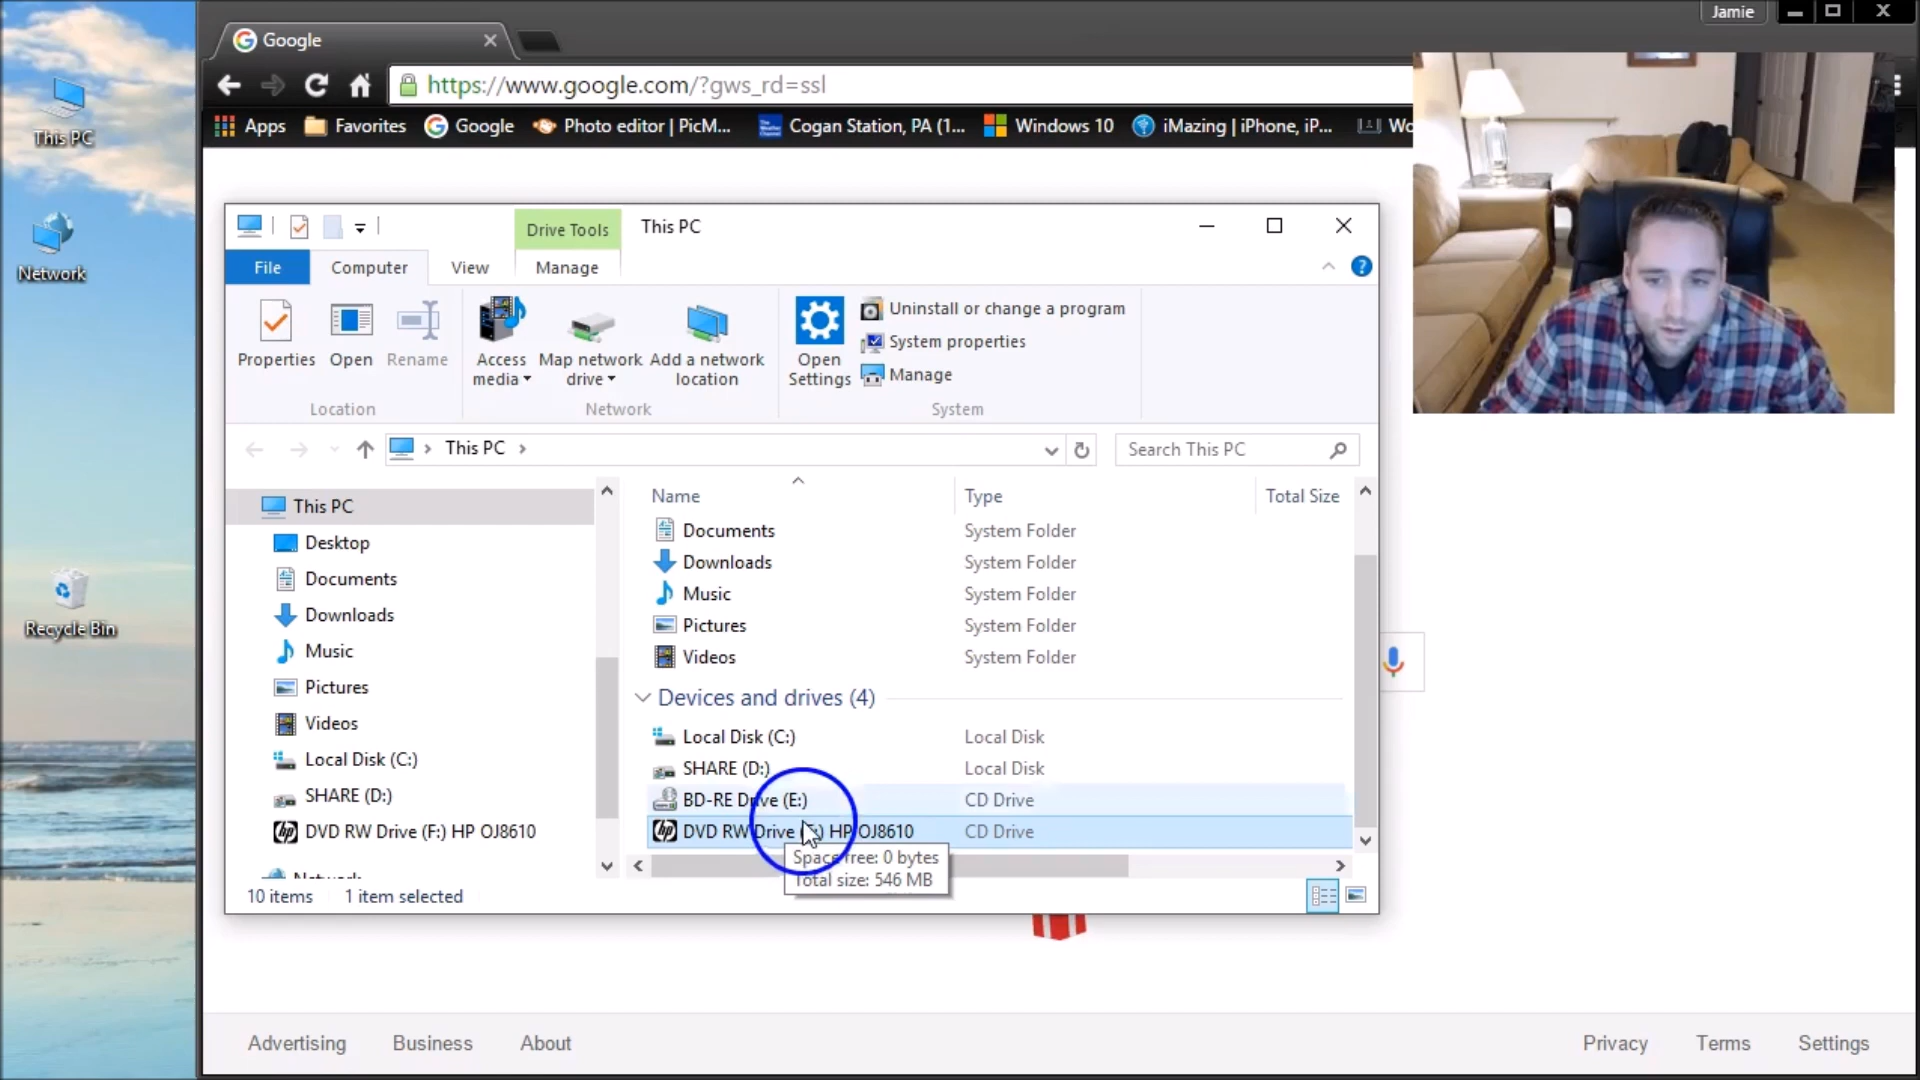 Jamie
Google
https://www.google.com/?gws_rd=ssl
Apps Favorites Google Photo editor | PicM... Cogan Station, PA (1... Windows 10 iMazing | iPhone, iP... Wo
This PC
Network
Recycle Bin
Drive Tools This PC
File Computer View Manage
Properties Open Rename
Location
Access media Map network drive Add a network location
Network
Open Settings
Uninstall or change a program
System properties
Manage
System
This PC
Search This PC
This PC
Desktop
Documents
Downloads
Music
Pictures
Videos
Local Disk (C:)
SHARE (D:)
DVD RW Drive (F:) HP OJ8610
Network
Name Type Total Size
Documents System Folder
Downloads System Folder
Music System Folder
Pictures System Folder
Videos System Folder
Devices and drives (4)
Local Disk (C:) Local Disk
SHARE (D:) Local Disk
BD-RE Drive (E:) CD Drive
DVD RW Drive (F:) HP OJ8610 CD Drive
Space free: 0 bytes
Total size: 546 MB
10 items 1 item selected
Advertising Business About Privacy Terms Settings